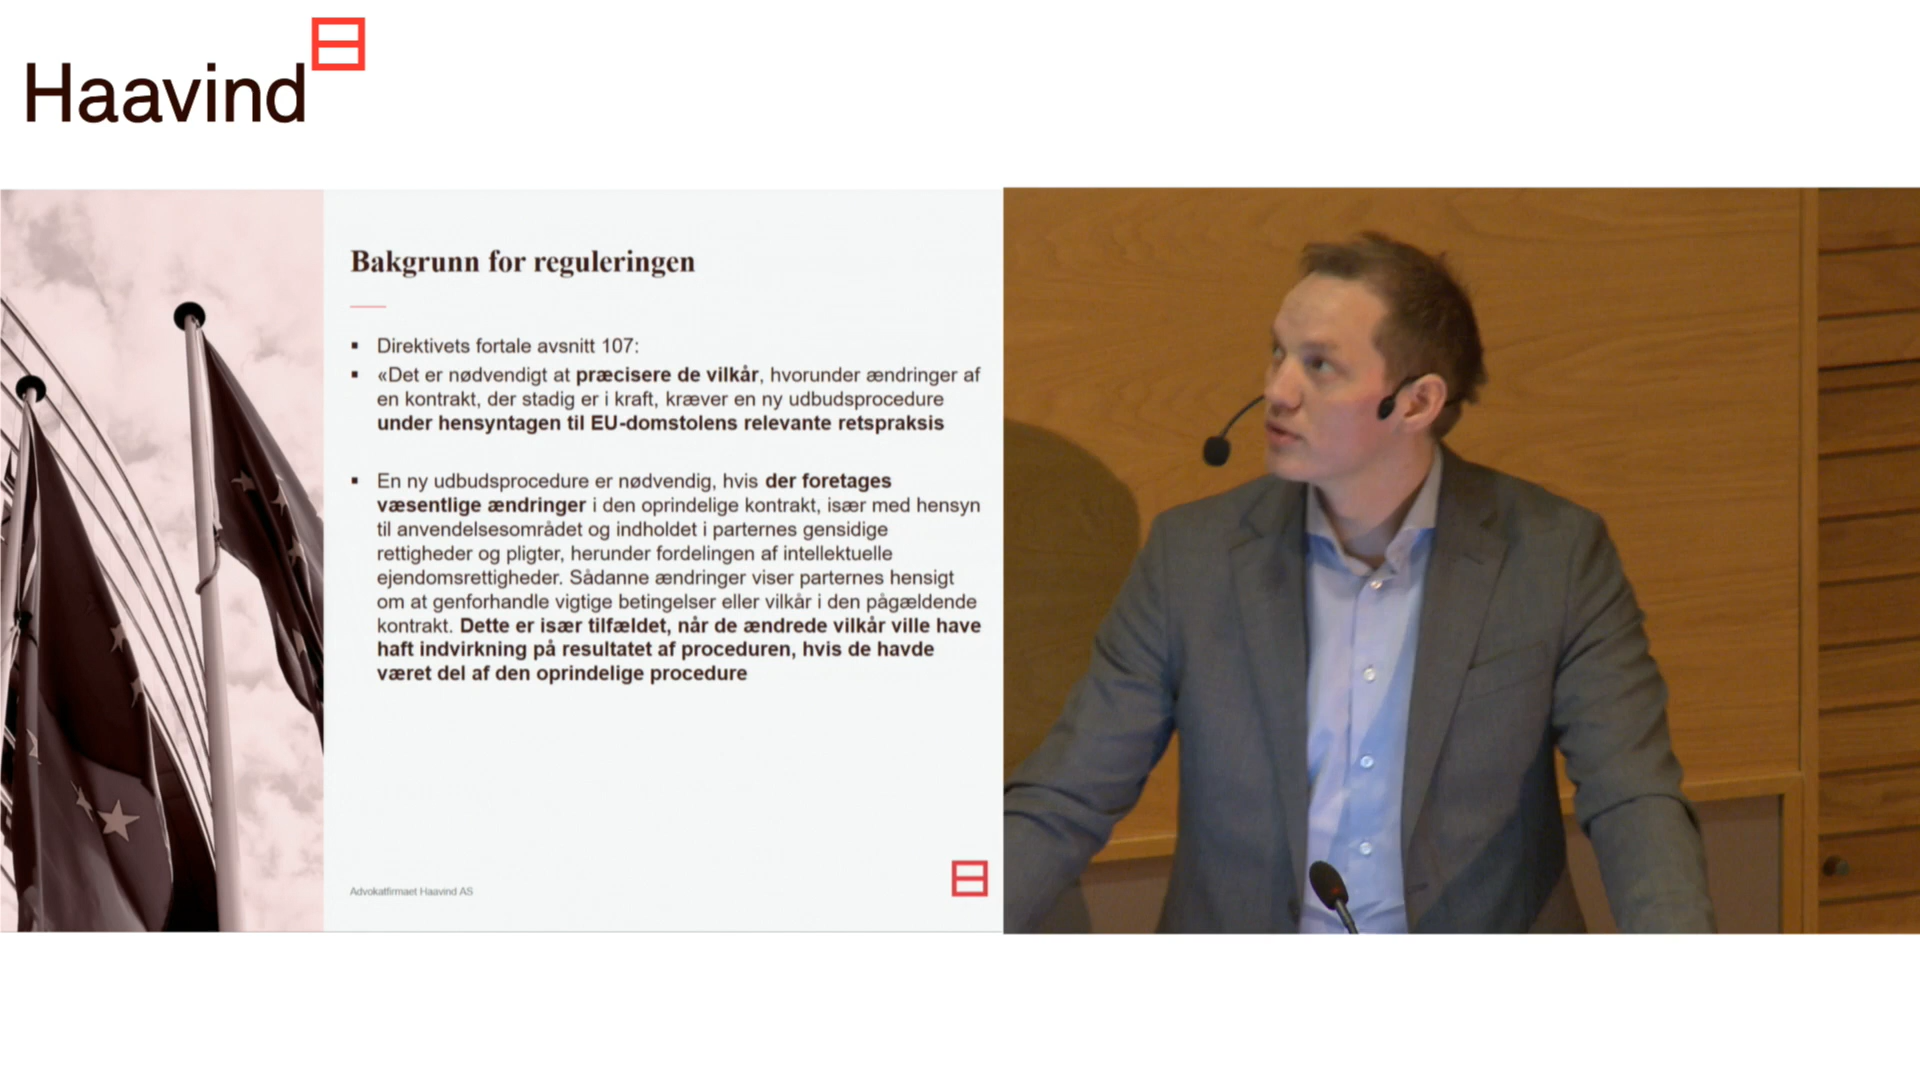 Haavind
Bakgrunn for reguleringen
▪ Direktivets fortale avsnitt 107:
▪ «Det er nødvendigt at præcisere de vilkår, hvorunder ændringer af
en kontrakt, der stadig er i kraft, kræver en ny udbudsprocedure
under hensyntagen til EU-domstolens relevante retspraksis
▪ En ny udbudsprocedure er nødvendig, hvis der foretages
væsentlige ændringer i den oprindelige kontrakt, især med hensyn
til anvendelsesområdet og indholdet i parternes gensidige
rettigheder og pligter, herunder fordelingen af intellektuelle
ejendomsrettigheder. Sådanne ændringer viser parternes hensigt
om at genforhandle vigtige betingelser eller vilkår i den pågældende
kontrakt. Dette er især tilfældet, når de ændrede vilkår ville have
haft indvirkning på resultatet af proceduren, hvis de havde
været del af den oprindelige procedure
Advokatfirmaet Haavind AS